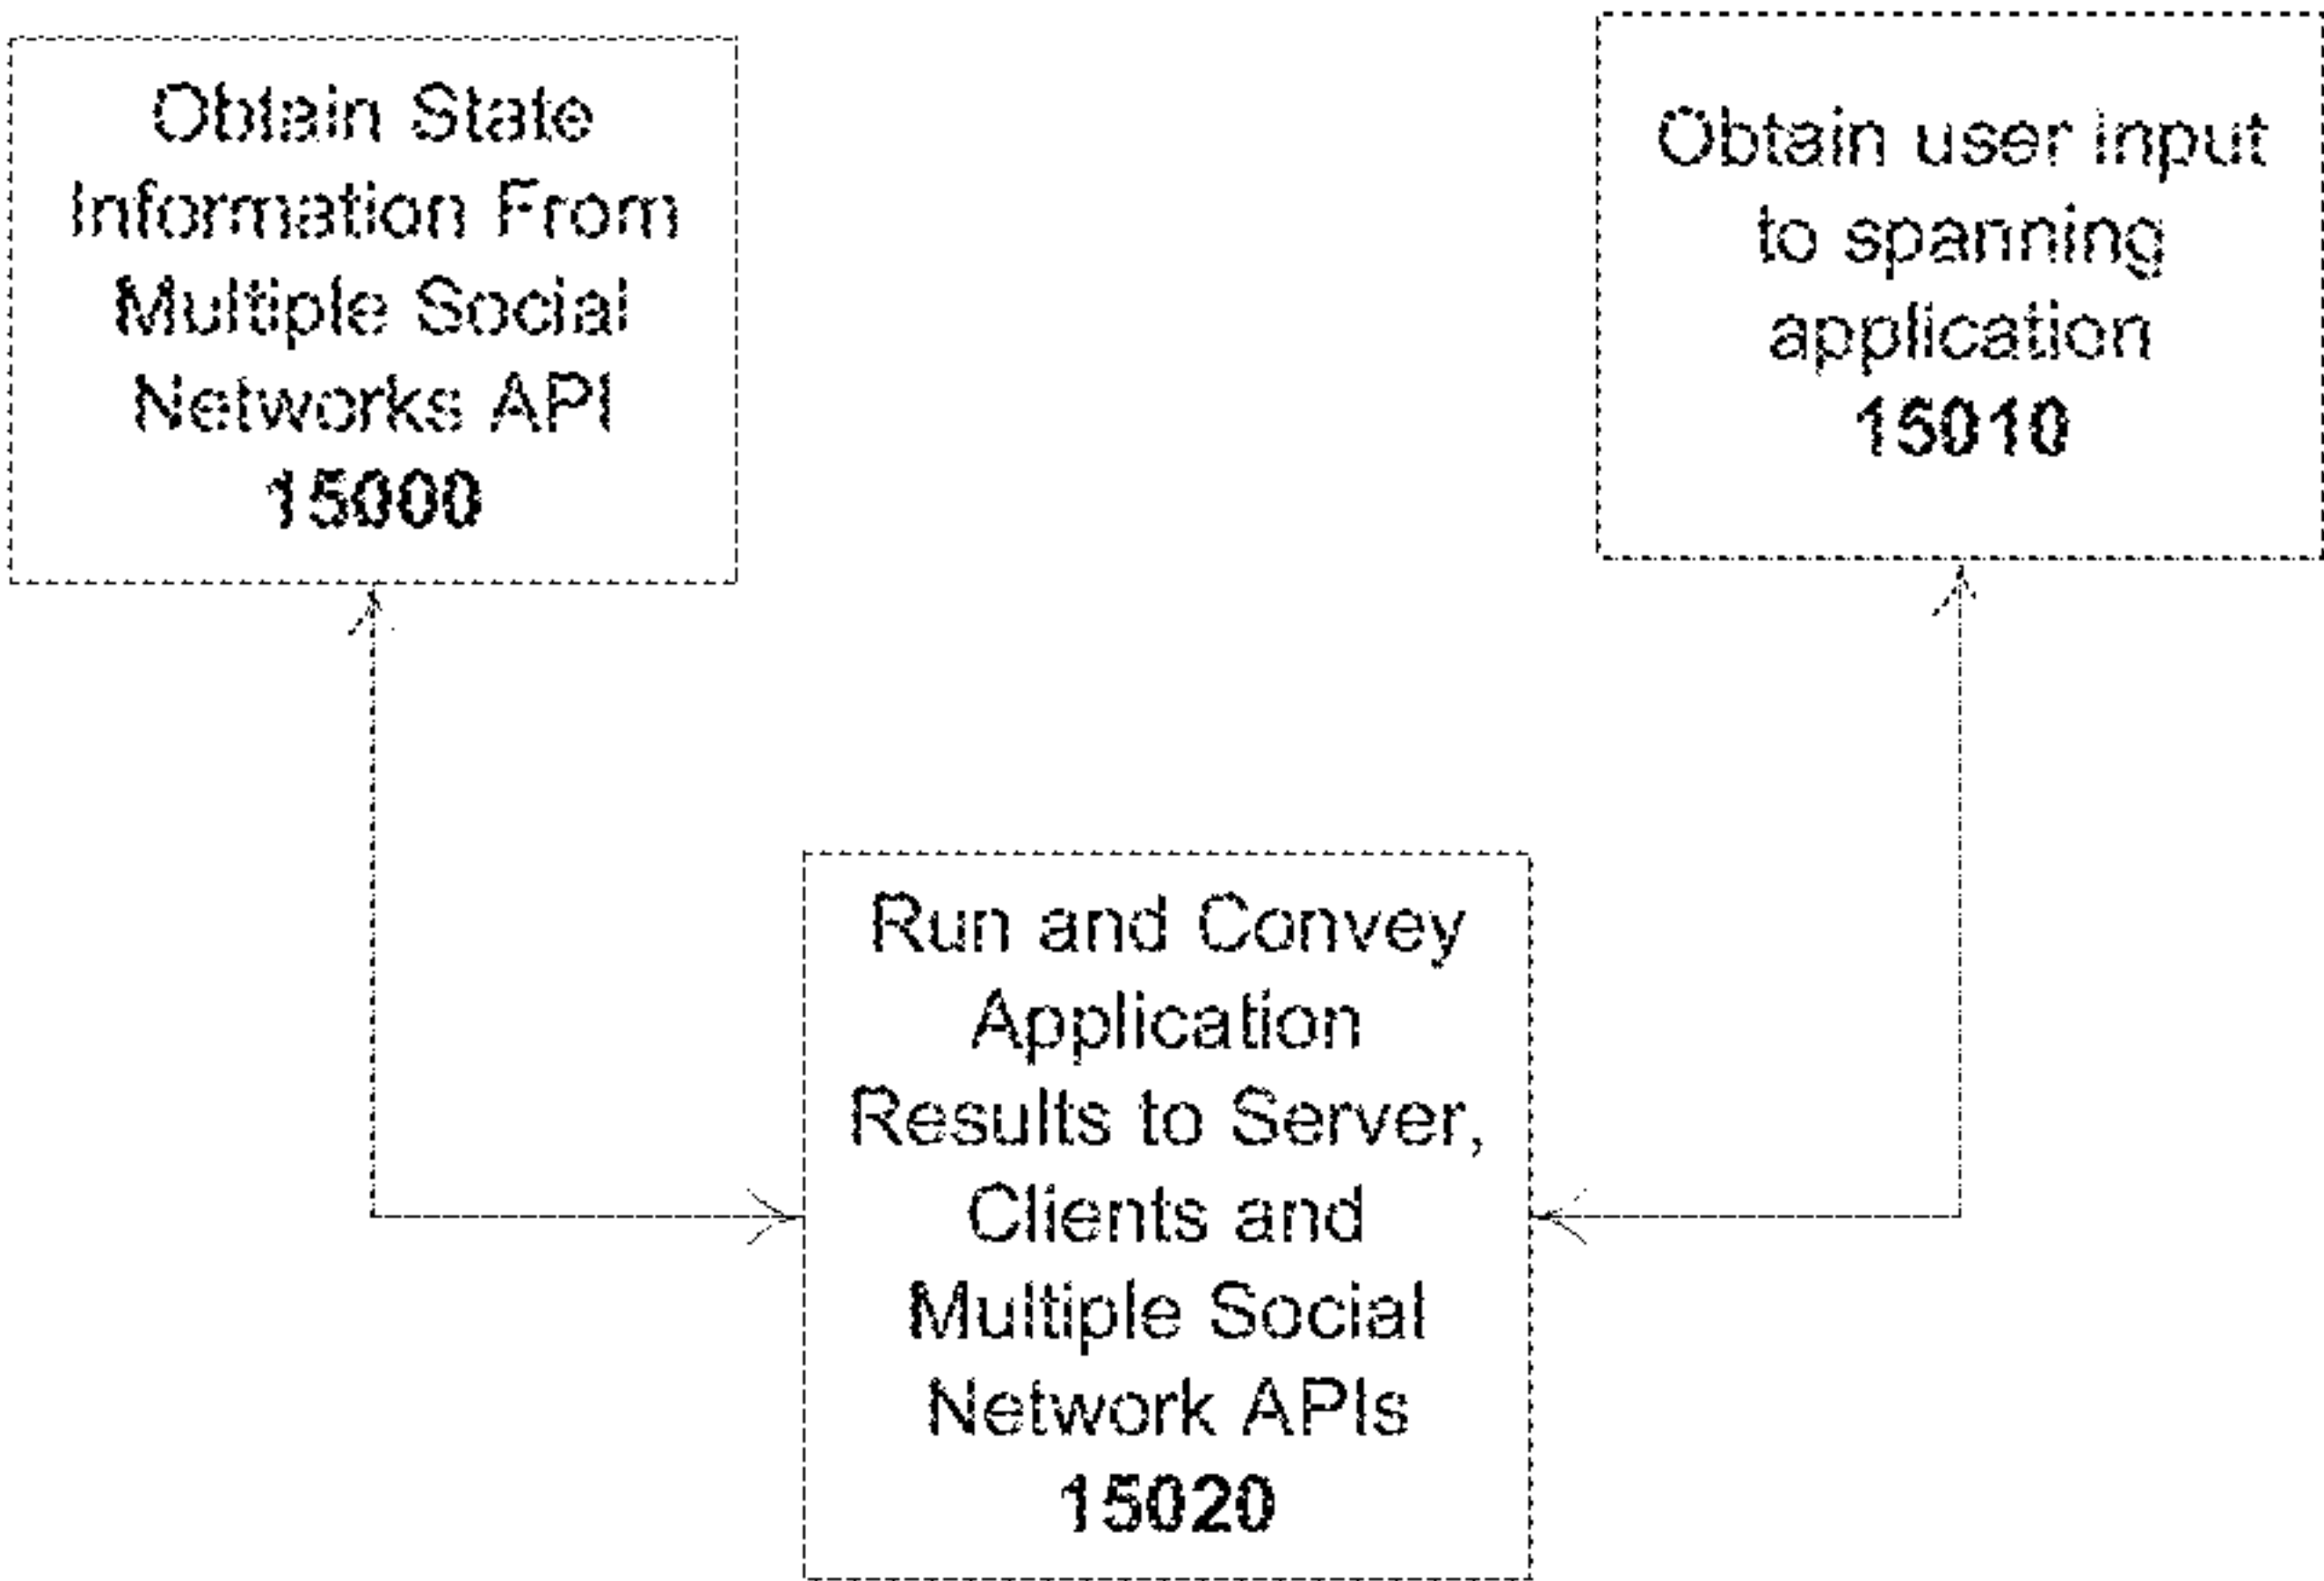 Obtain State
Information From
Multiple Social
Networks API
15000
Obtain user input
to spanning
application
15010
Run and Convey
Application
Results to Server,
Clients and
Multiple Social
Network APIs
15020